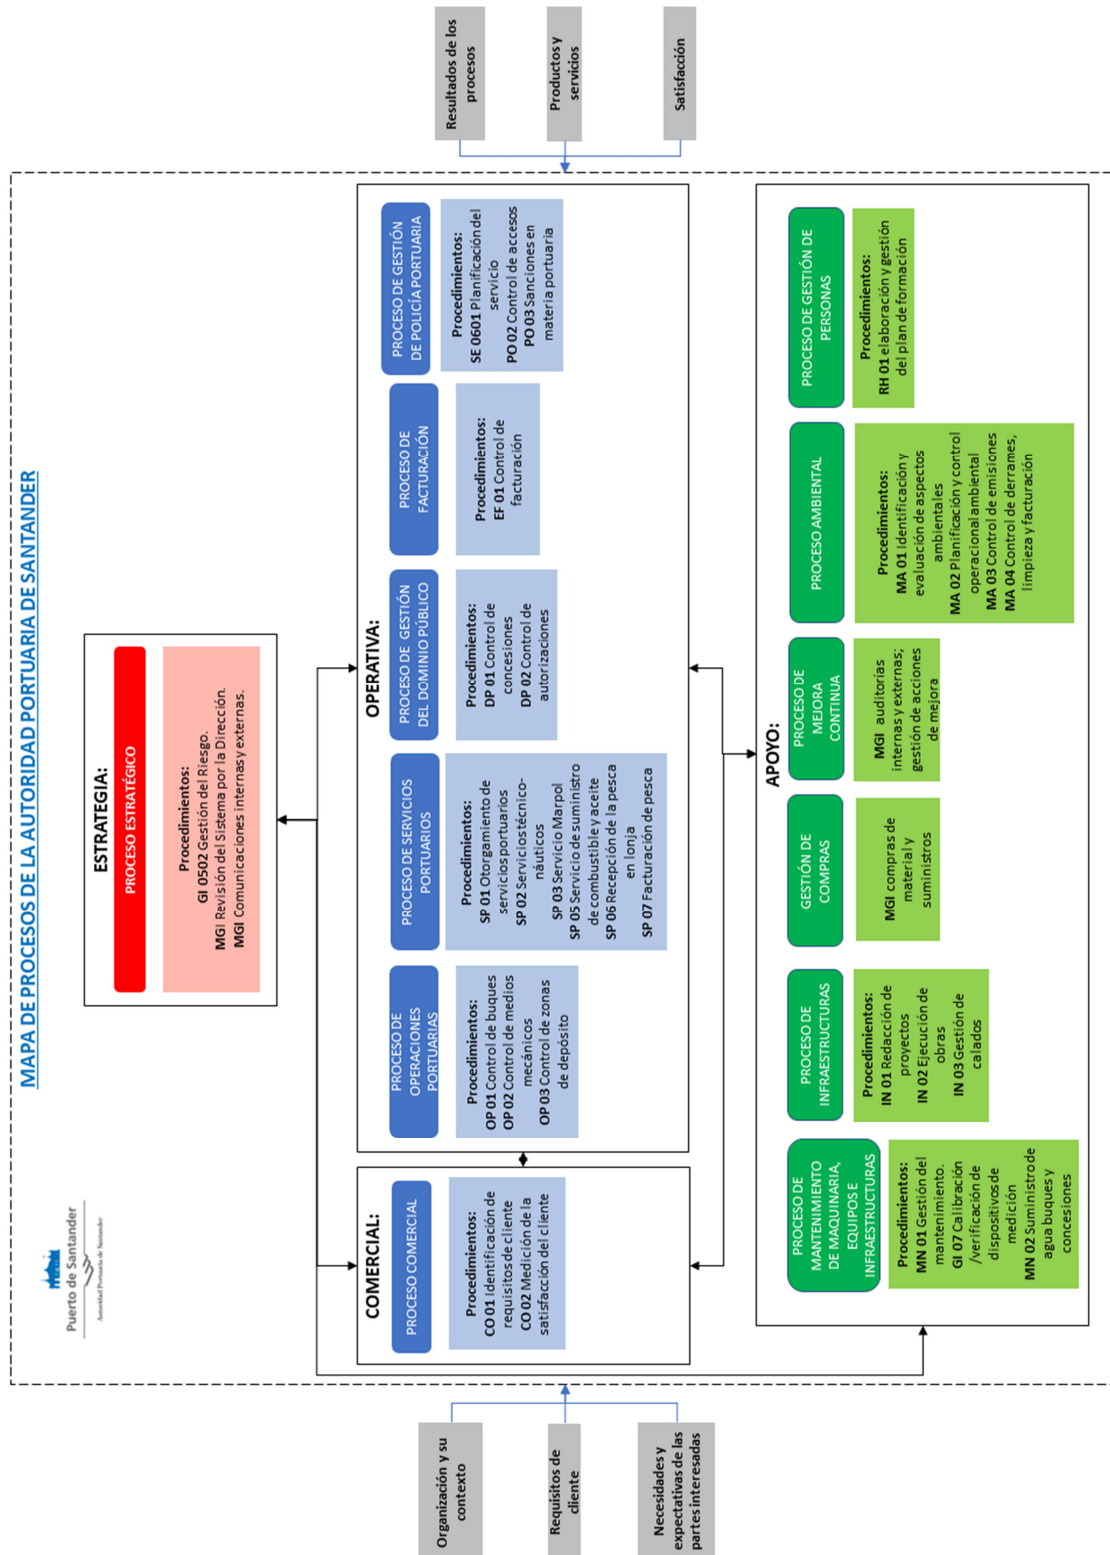 Puerto de Santander
Autoridad Portuaria de Santander
MAPA DE PROCESOS DE LA AUTORIDAD PORTUARIA DE SANTANDER
Organización y su
contexto
Requisitos de
cliente
Necesidades y
expectativas de las
partes interesadas
ESTRATEGIA:
PROCESO ESTRATÉGICO
Procedimientos:
GI 0502 Gestión del Riesgo.
MGI Revisión del Sistema por la Dirección.
MGI Comunicaciones internas y externas.
COMERCIAL:
PROCESO COMERCIAL
Procedimientos:
CO 01 Identificación de
requisitos de cliente
CO 02 Medición de la
satisfacción del cliente
OPERATIVA:
PROCESO DE
OPERACIONES
PORTUARIAS
Procedimientos:
OP 01 Control de buques
OP 02 Control de medios
mecánicos
OP 03 Control de zonas
de depósito
PROCESO DE SERVICIOS
PORTUARIOS
Procedimientos:
SP 01 Otorgamiento de
servicios portuarios
SP 02 Servicios técnico-
náuticos
SP 03 Servicio Marpol
SP 05 Servicio de suministro
de combustible y aceite
SP 06 Recepción de la pesca
en lonja
SP 07 Facturación de pesca
PROCESO DE GESTIÓN
DEL DOMINIO PÚBLICO
Procedimientos:
DP 01 Control de
concesiones
DP 02 Control de
autorizaciones
PROCESO DE
FACTURACIÓN
Procedimientos:
EF 01 Control de
facturación
PROCESO DE GESTIÓN
DE POLICÍA PORTUARIA
Procedimientos:
SE 0601 Planificación del
servicio
PO 02 Control de accesos
PO 03 Sanciones en
materia portuaria
APOYO:
PROCESO DE
MANTENIMIENTO
DE MAQUINARIA,
EQUIPOS E
INFRAESTRUCTURAS
Procedimientos:
MN 01 Gestión del
mantenimiento.
GI 07 Calibración
/verificación de
dispositivos de
medición
MN 02 Suministro de
agua buques y
concesiones
PROCESO DE
INFRAESTRUCTURAS
Procedimientos:
IN 01 Redacción de
proyectos
IN 02 Ejecución de
obras
IN 03 Gestión de
calados
GESTIÓN DE
COMPRAS
MGI compras de
material y
suministros
PROCESO DE
MEJORA
CONTINUA
MGI auditorias
internas y externas;
gestión de acciones
de mejora
PROCESO AMBIENTAL
Procedimientos:
MA 01 Identificación y
evaluación de aspectos
ambientales
MA 02 Planificación y control
operacional ambiental
MA 03 Control de emisiones
MA 04 Control de derrames,
limpieza y facturación
PROCESO DE GESTIÓN DE
PERSONAS
Procedimientos:
RH 01 elaboración y gestión
del plan de formación
Resultados de los
procesos
Productos y
servicios
Satisfacción